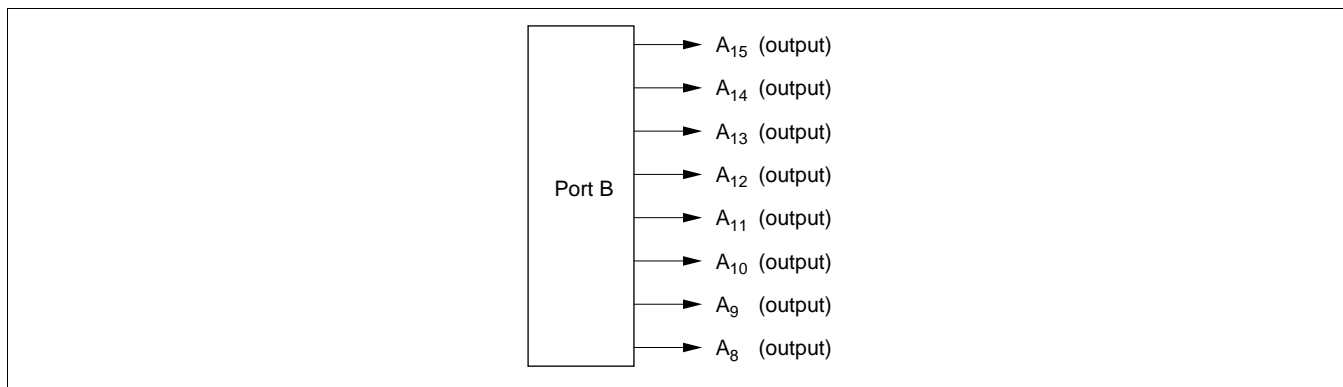 A15 (output)
A14 (output)
A13 (output)
A12 (output)
Port B
A11 (output)
A10 (output)
A9 (output)
A8 (output)